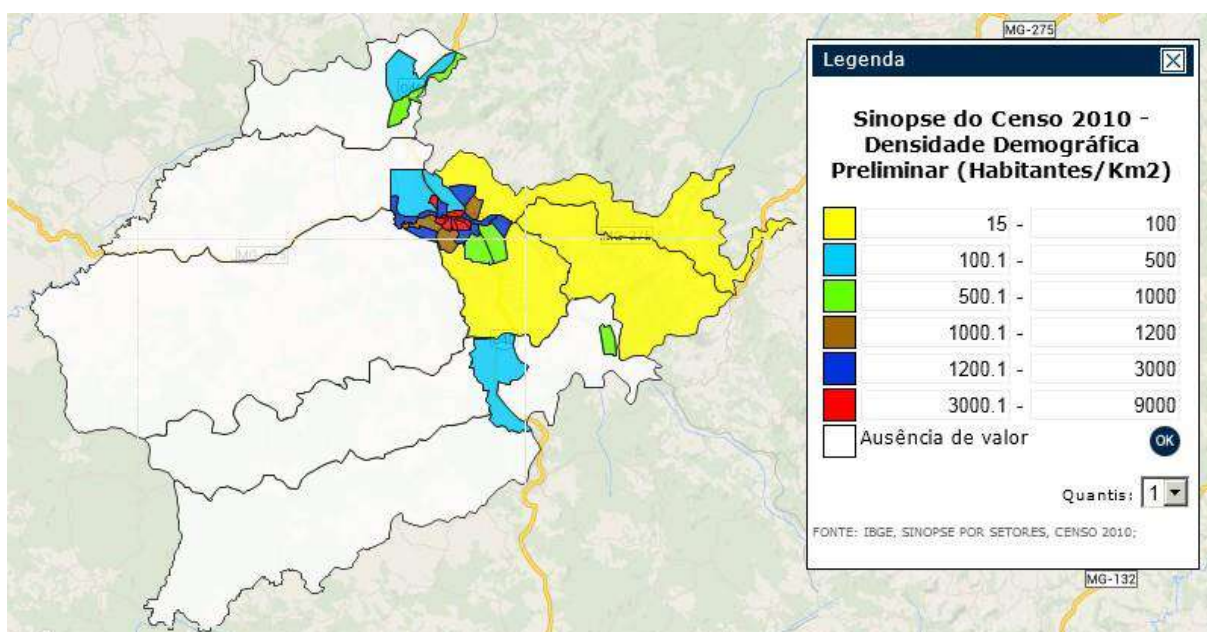 MG-275
Legenda
Sinopse do Censo 2010 -
Densidade Demográfica
Preliminar (Habitantes/Km2)
15 - 100
100.1 - 500
500.1 - 1000
1000.1 - 1200
1200.1 - 3000
3000.1 - 9000
Ausência de valor OK
Quantis: 1
FONTE: IBGE, SINOPSE POR SETORES, CENSO 2010;
MG-132